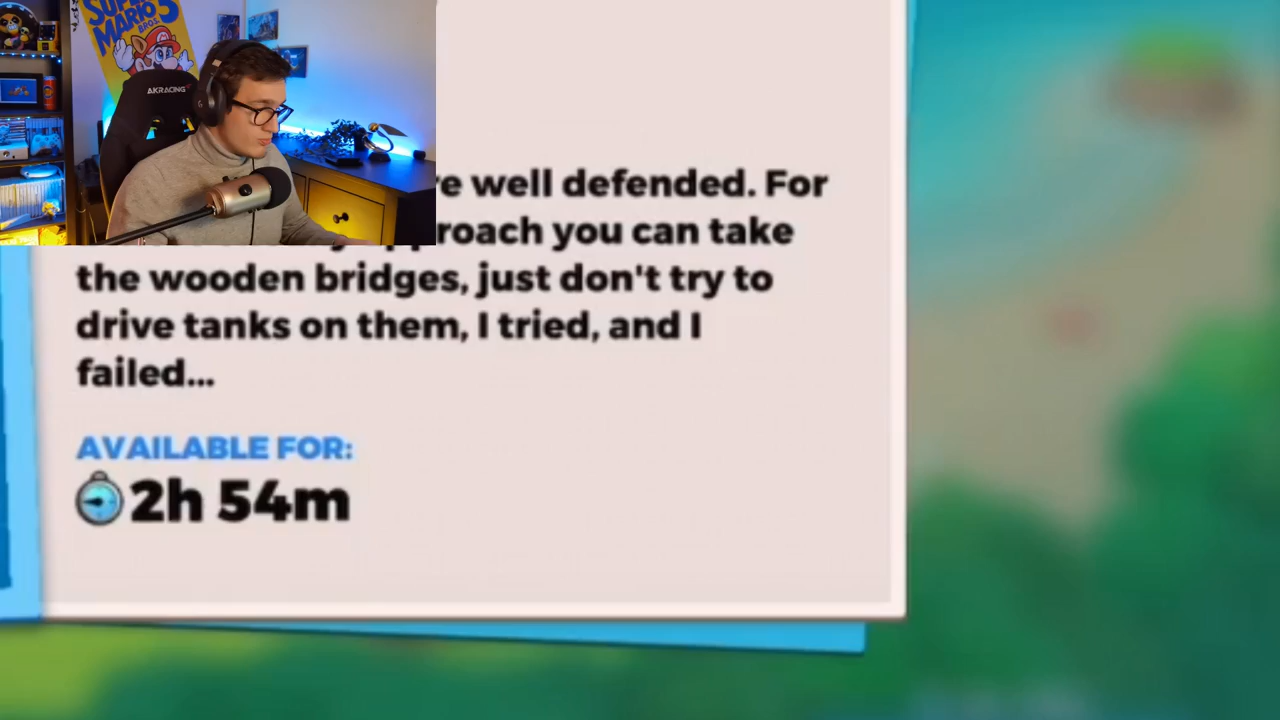 SUPER
MARIO 3
BROS.
AKRACING
re well defended. For
roach you can take
the wooden bridges, just don't try to
drive tanks on them, I tried, and I
failed...
AVAILABLE FOR:
2h 54m